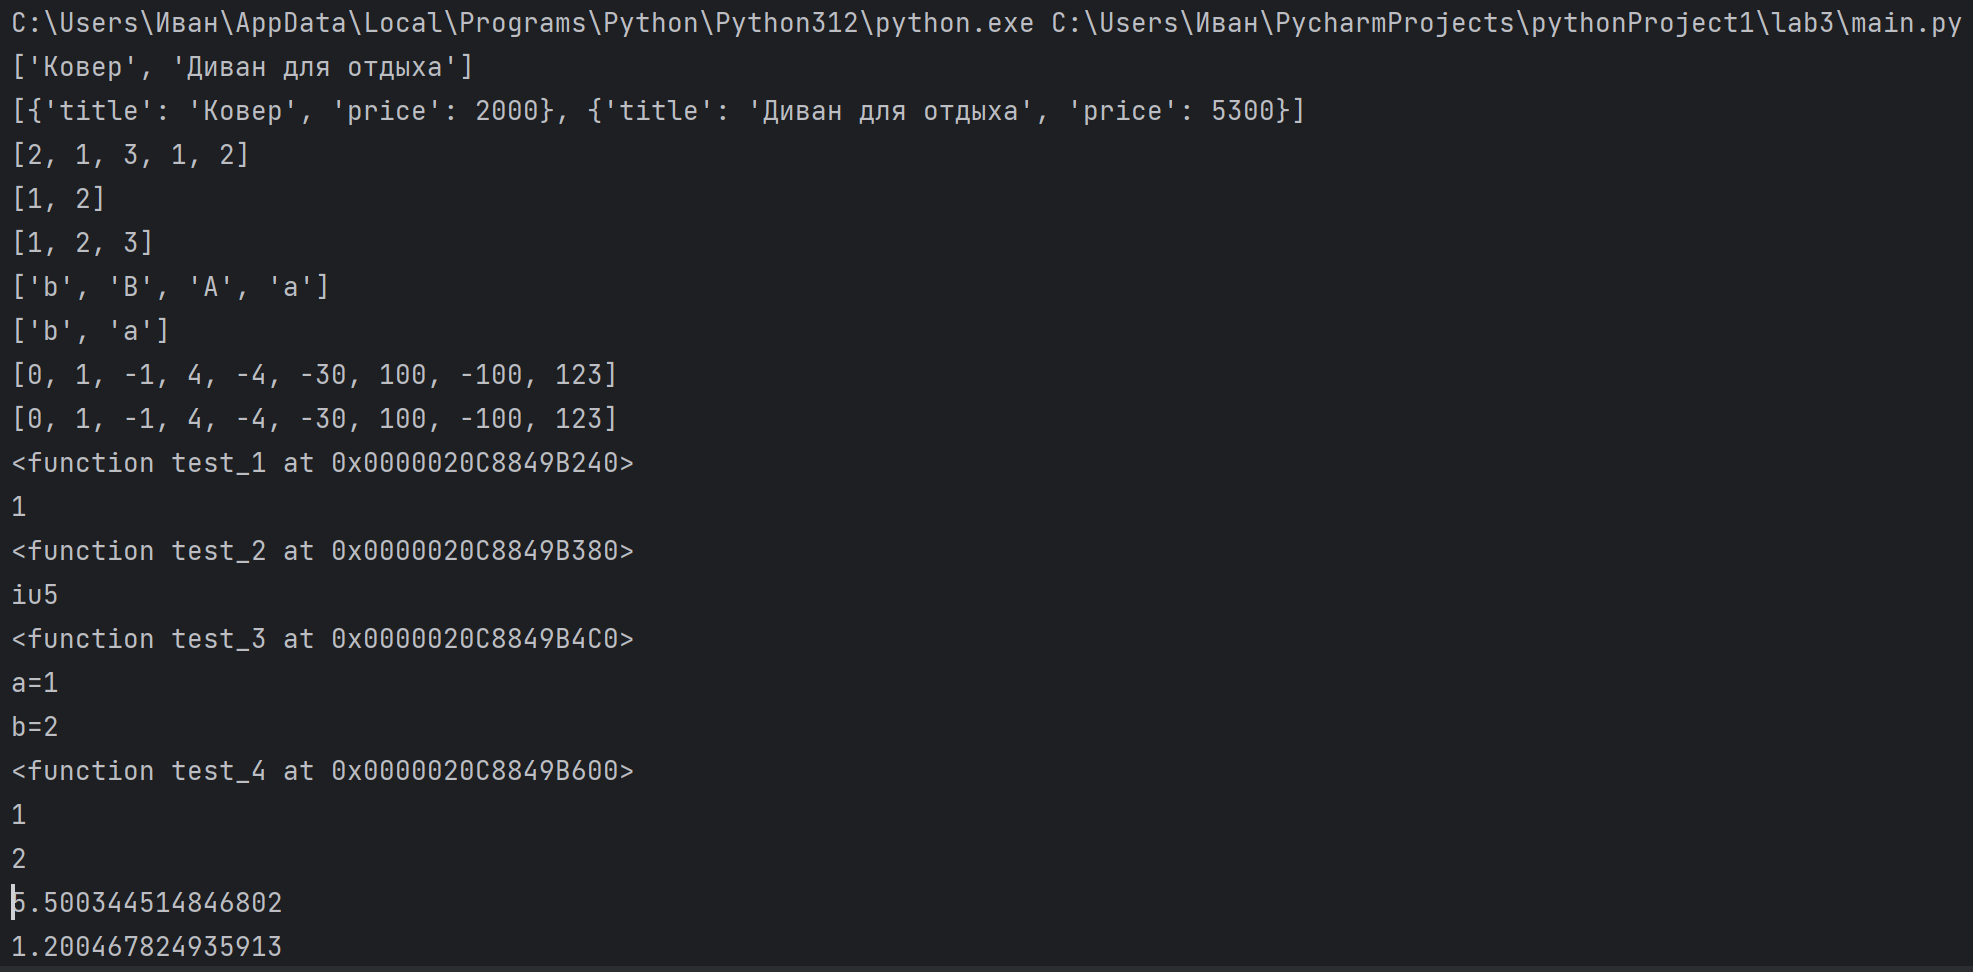 C:\Users\Иван\AppData\Local\Programs\Python\Python312\python.exe C:\Users\Иван\PycharmProjects\pythonProject1\lab3\main.py
['Ковер', 'Диван для отдыха']
[{'title': 'Ковер', 'price': 2000}, {'title': 'Диван для отдыха', 'price': 5300}]
[2, 1, 3, 1, 2]
[1, 2]
[1, 2, 3]
['b', 'B', 'A', 'a']
['b', 'a']
[0, 1, -1, 4, -4, -30, 100, -100, 123]
[0, 1, -1, 4, -4, -30, 100, -100, 123]
<function test_1 at 0x0000020C8849B240>
1
<function test_2 at 0x0000020C8849B380>
iu5
<function test_3 at 0x0000020C8849B4C0>
a=1
b=2
<function test_4 at 0x0000020C8849B600>
1
2
5.500344514846802
1.200467824935913